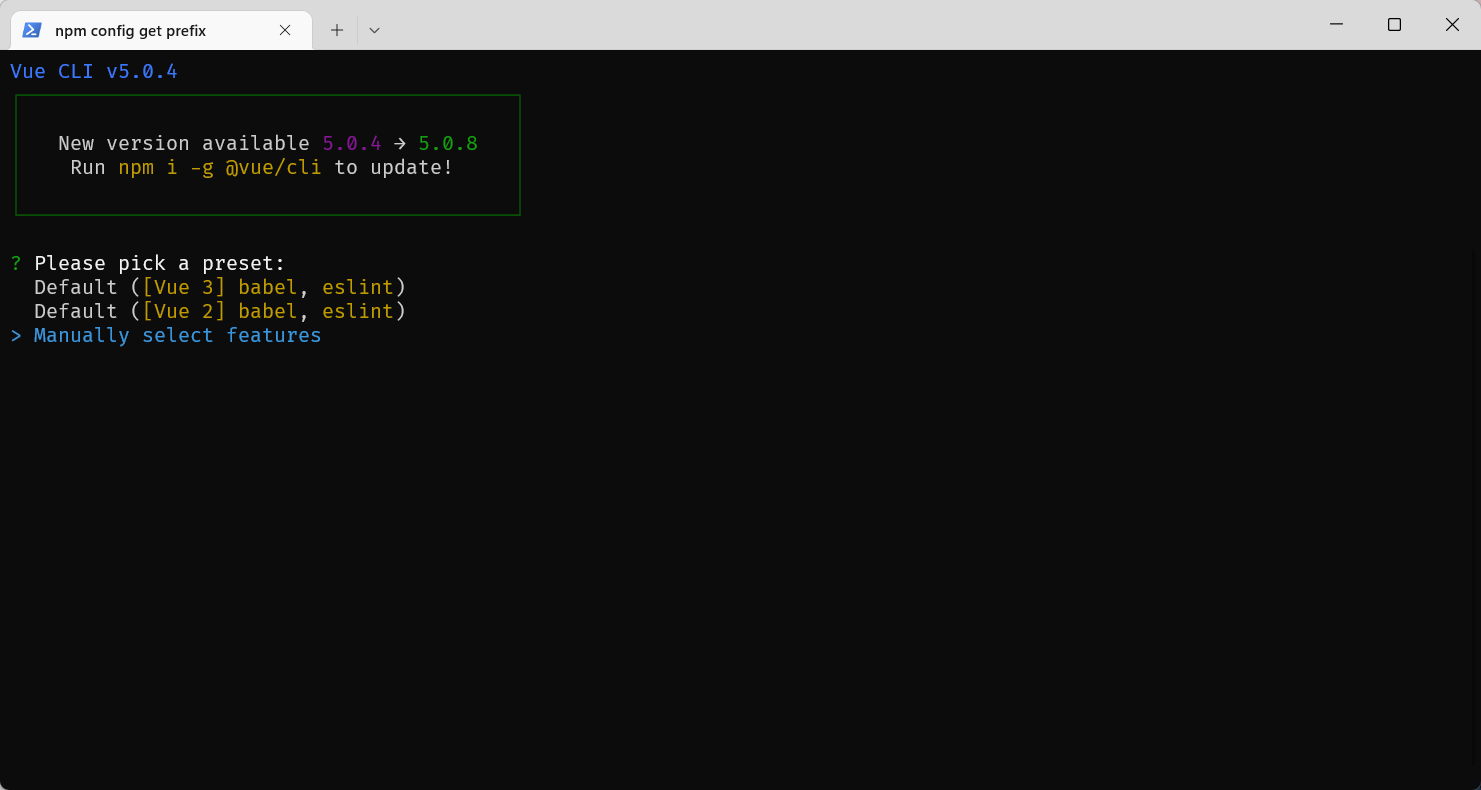 npm config get prefix
Vue CLI v5.0.4
New version available 5.0.4 → 5.0.8
Run npm i -g @vue/cli to update!
? Please pick a preset:
Default ([Vue 3] babel, eslint)
Default ([Vue 2] babel, eslint)
> Manually select features